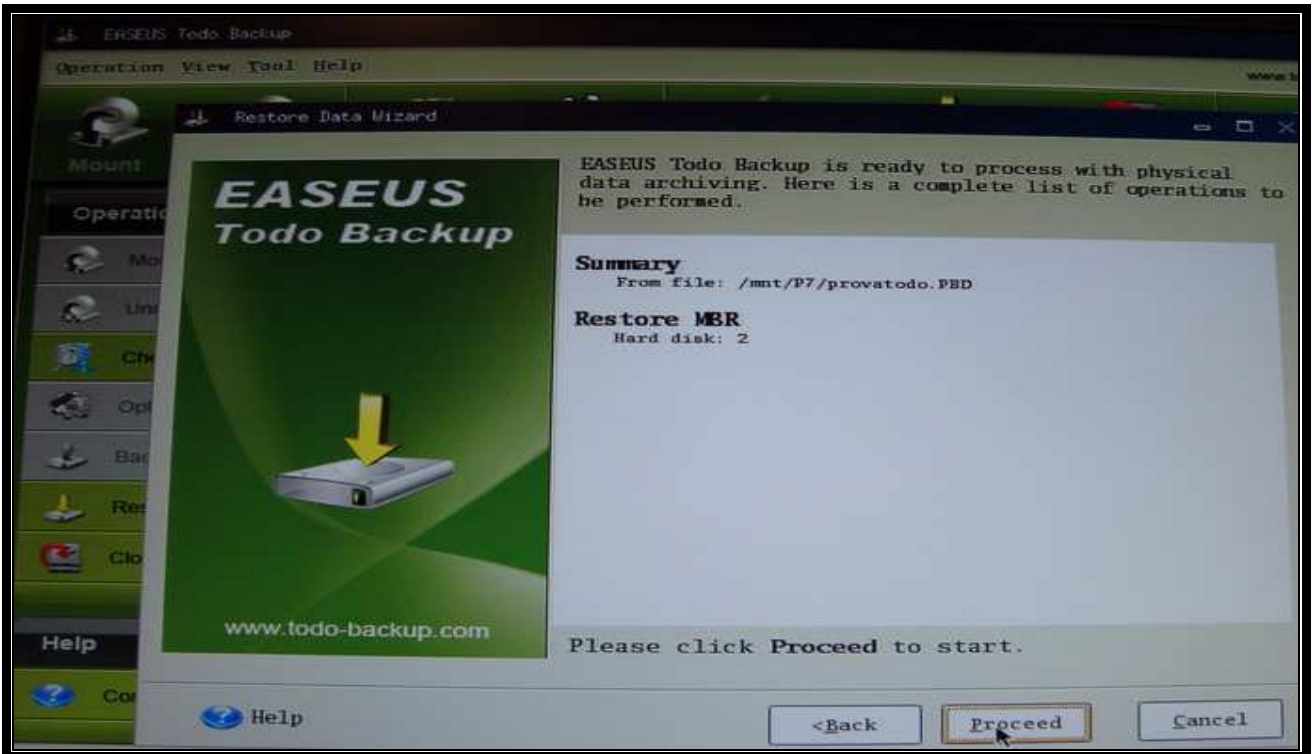 EASEUS Todo Backup
Operation View Tool Help
Restore Data Wizard
Mount
EASEUS
Todo Backup
EASEUS Todo Backup is ready to process with physical
data archiving. Here is a complete list of operations to
be performed.
Summary
From file: /mnt/P7/provatodo.PBD
Restore MBR
Hard disk: 2
www.todo-backup.com
Please click Proceed to start.
Help
Help
<Back
Proceed
Cancel